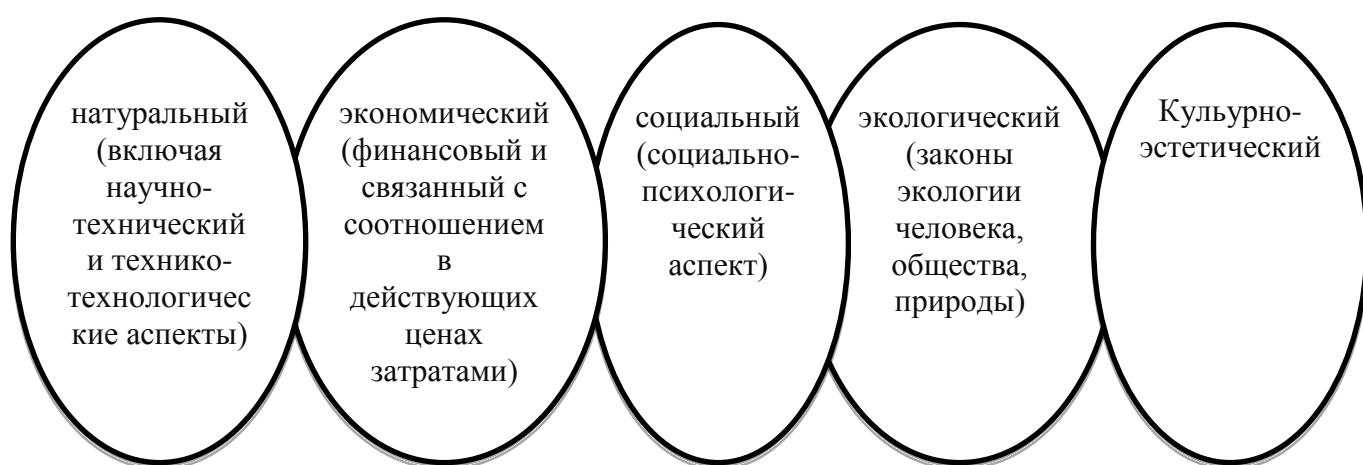 натуральный
(включая
научно-
технический
и технико-
технологичес
кие аспекты)
экономический
(финансовый и
связанный с
соотношением
в
действующих
ценах
затратами)
социальный
(социально-
психологи-
ческий
аспект)
экологический
(законы
экологии
человека,
общества,
природы)
Кульурно-
эстетический